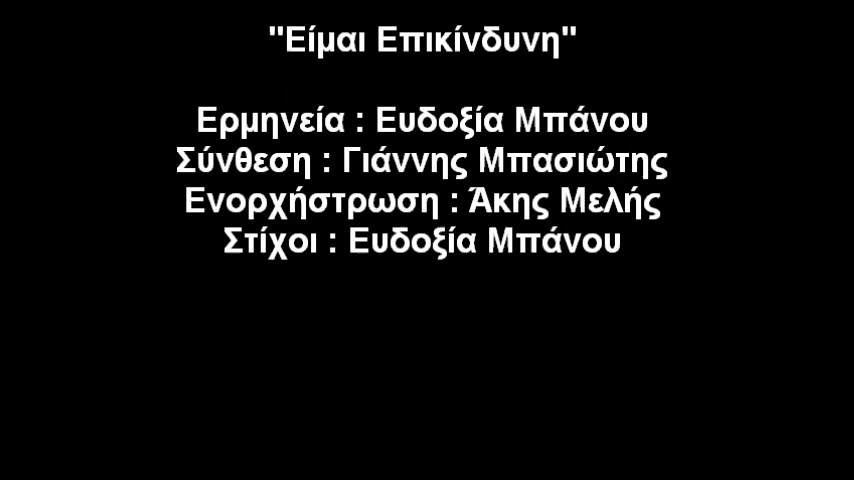 "Είμαι Επικίνδυνη"
Ερμηνεία : Ευδοξία Μπάνου
Σύνθεση : Γιάννης Μπασιώτης
Ενορχήστρωση : Άκης Μελής
Στίχοι : Ευδοξία Μπάνου